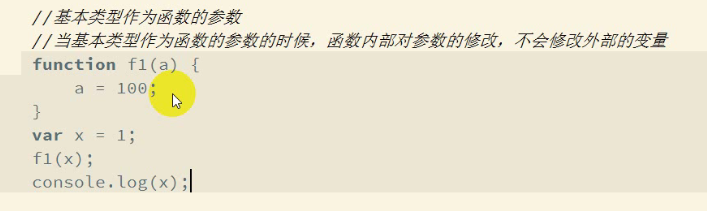 //基本类型作为函数的参数
//当基本类型作为函数的参数的时候，函数内部对参数的修改，不会修改外部的变量
function f1(a) {
    a = 100;
}
var x = 1;
f1(x);
console.log(x);